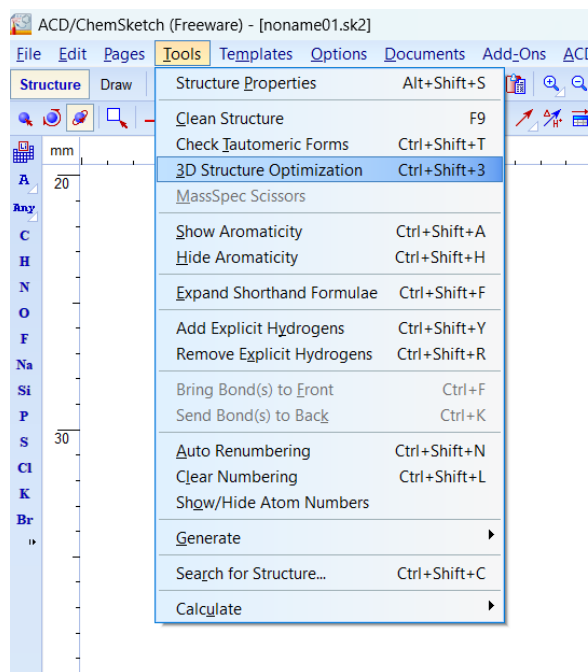 ACD/ChemSketch (Freeware) - [noname01.sk2]
File Edit Pages Tools Templates Options Documents Add-Ons ACD
Structure Draw
mm
20
30
A
Any
C
H
N
O
F
Na
Si
P
S
Cl
K
Br
Structure Properties Alt+Shift+S
Clean Structure F9
Check Tautomeric Forms Ctrl+Shift+T
3D Structure Optimization Ctrl+Shift+3
MassSpec Scissors
Show Aromaticity Ctrl+Shift+A
Hide Aromaticity Ctrl+Shift+H
Expand Shorthand Formulae Ctrl+Shift+F
Add Explicit Hydrogens Ctrl+Shift+Y
Remove Explicit Hydrogens Ctrl+Shift+R
Bring Bond(s) to Front Ctrl+F
Send Bond(s) to Back Ctrl+K
Auto Renumbering Ctrl+Shift+N
Clear Numbering Ctrl+Shift+L
Show/Hide Atom Numbers
Generate
Search for Structure... Ctrl+Shift+C
Calculate